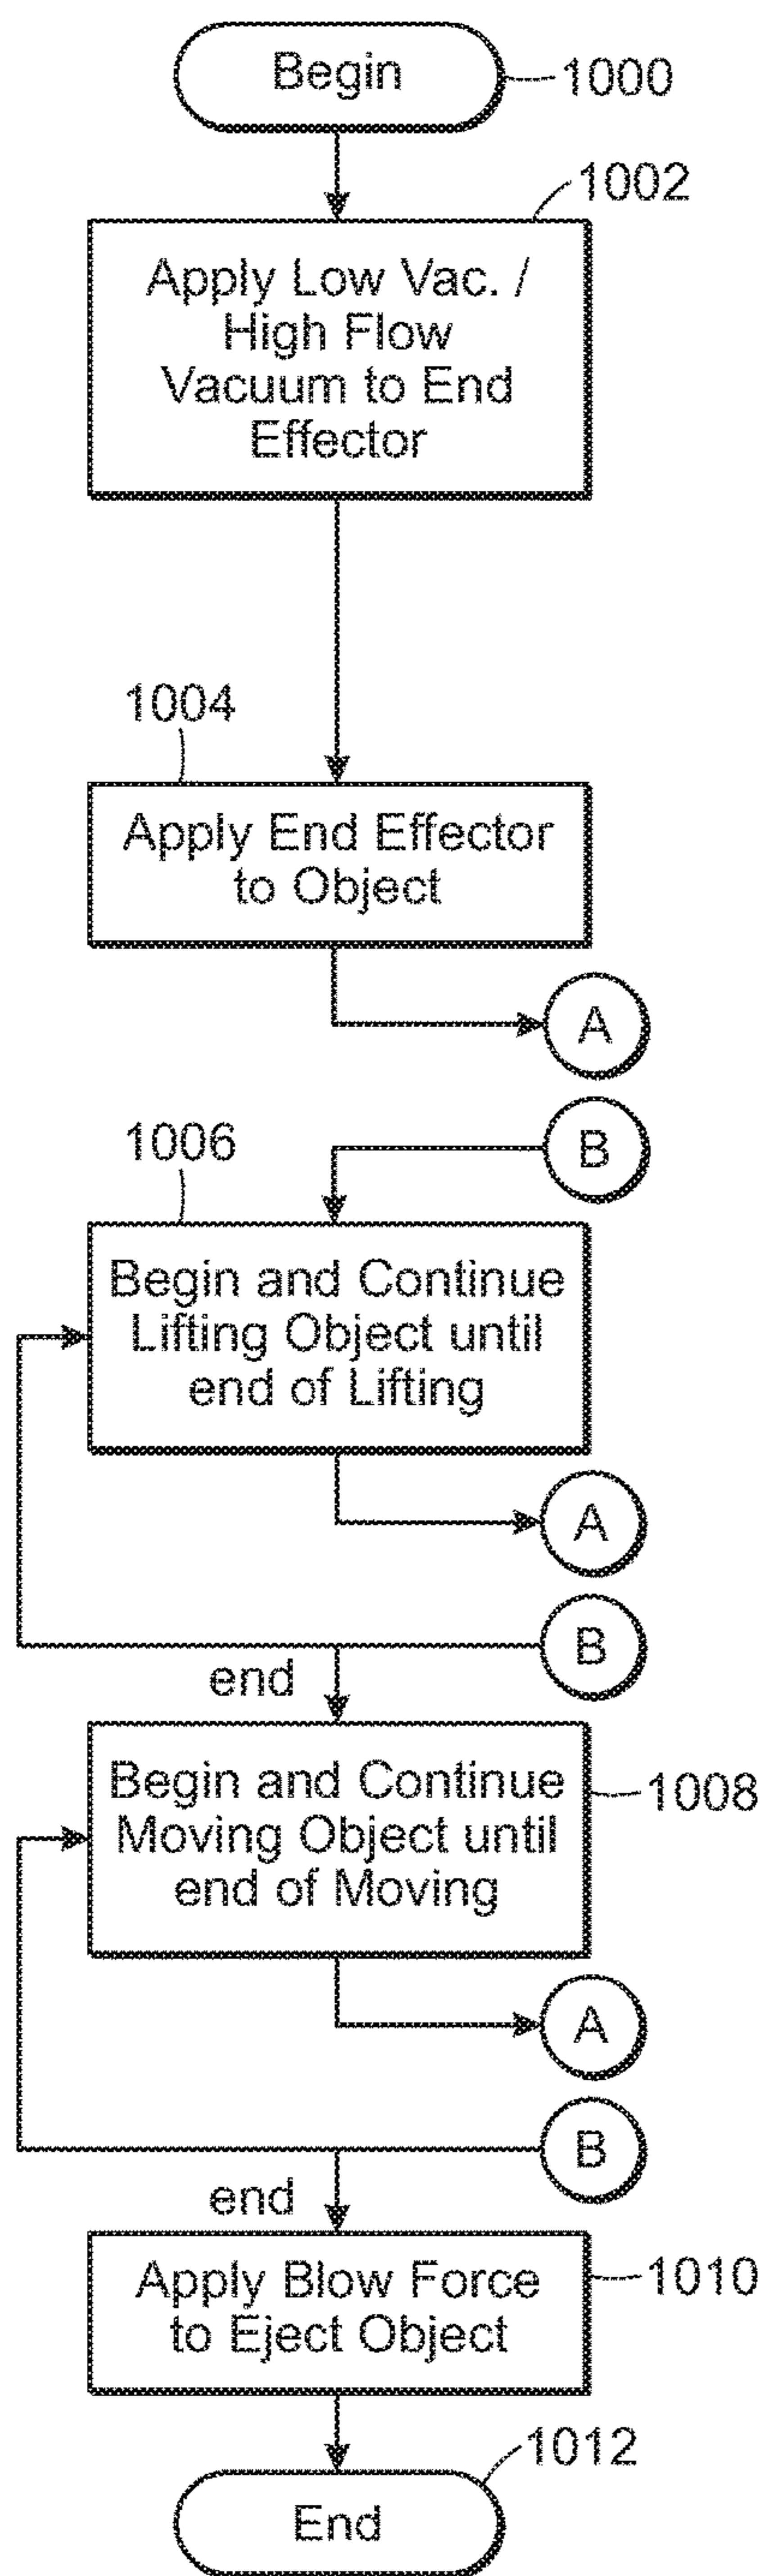 Begin
1000
1002
Apply Low Vac. /
High Flow
Vacuum to End
Effector
1004
Apply End Effector
to Object
A
B
1006
Begin and Continue
Lifting Object until
end of Lifting
A
B
end
Begin and Continue
Moving Object until
end of Moving
1008
A
B
end
Apply Blow Force
to Eject Object
1010
1012
End